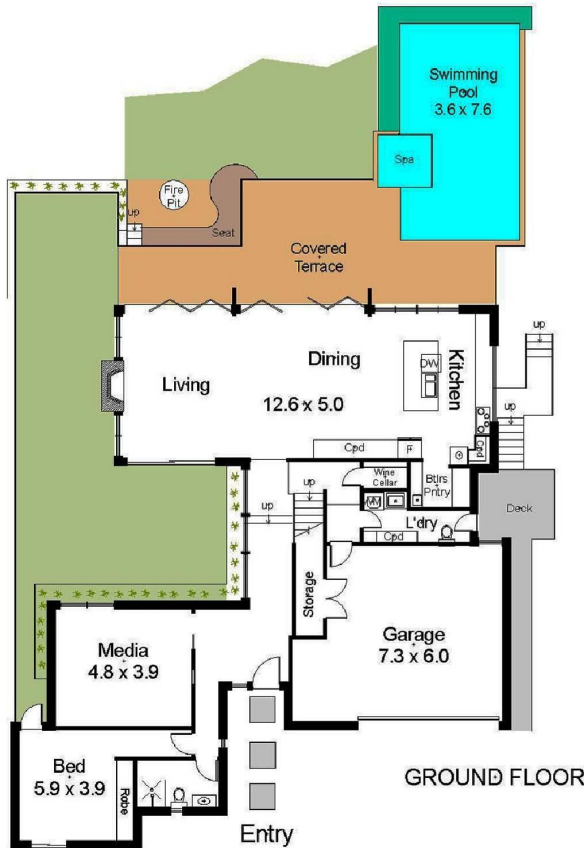 Swimming
Pool
3.6 x 7.6
Spa
Fire
Pit
up
Seat
Covered
Terrace
up
Dining
Kitchen
DW
Living
12.6 x 5.0
up
Cpd
F
Cpd
Wine
Cellar
Btlrs
Pntry
up
up
WM
L'dry
Cpd
Deck
Storage
Garage
7.3 x 6.0
Media
4.8 x 3.9
Bed
5.9 x 3.9
Robe
GROUND FLOOR
Entry